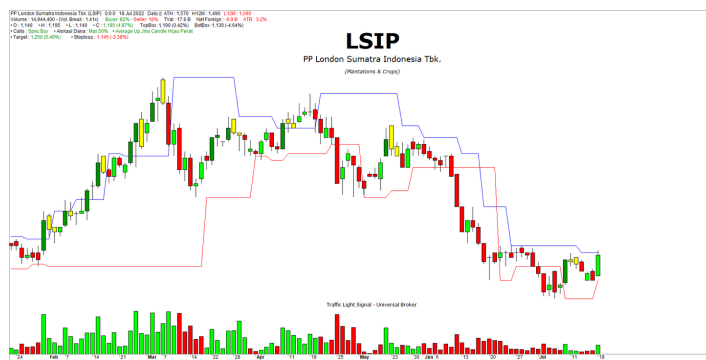 PP London Sumatra Indonesia Tbk. (LSIP) 0:0:0 18 Jul 2022 Daily || ATH: 1,570 H12M : 1,490 L12M : 1,080
Volume : 14,944,400 - (Vol. Break : 1.41x) Buyer: 82% - Seller: 18% Trail : 17.8 B Net Foreign : -0.0 B ATR : 3.2%
• O : 1,140 • H : 1,195 • L : 1,140 • C : 1,185 (4.87%) TopBox:1,190 (0.42%) BotBox:1,130 (-4.64%)
• Calls : Spec Buy • Alokasi Dana : Max 50% • Average Up Jika Candle Hijau Pekat
• Target : 1,250 (5.49%) • Stoploss : 1,145 (-3.38%)
LSIP
PP London Sumatra Indonesia Tbk.
(Plantations & Crops)
Traffic Light Signal - Universal Broker
24 Feb 7 14 21 Mar 7 14 21 28 Apr 11 18 25 May 23 30 Jun 6 13 20 27 Jul 11 18